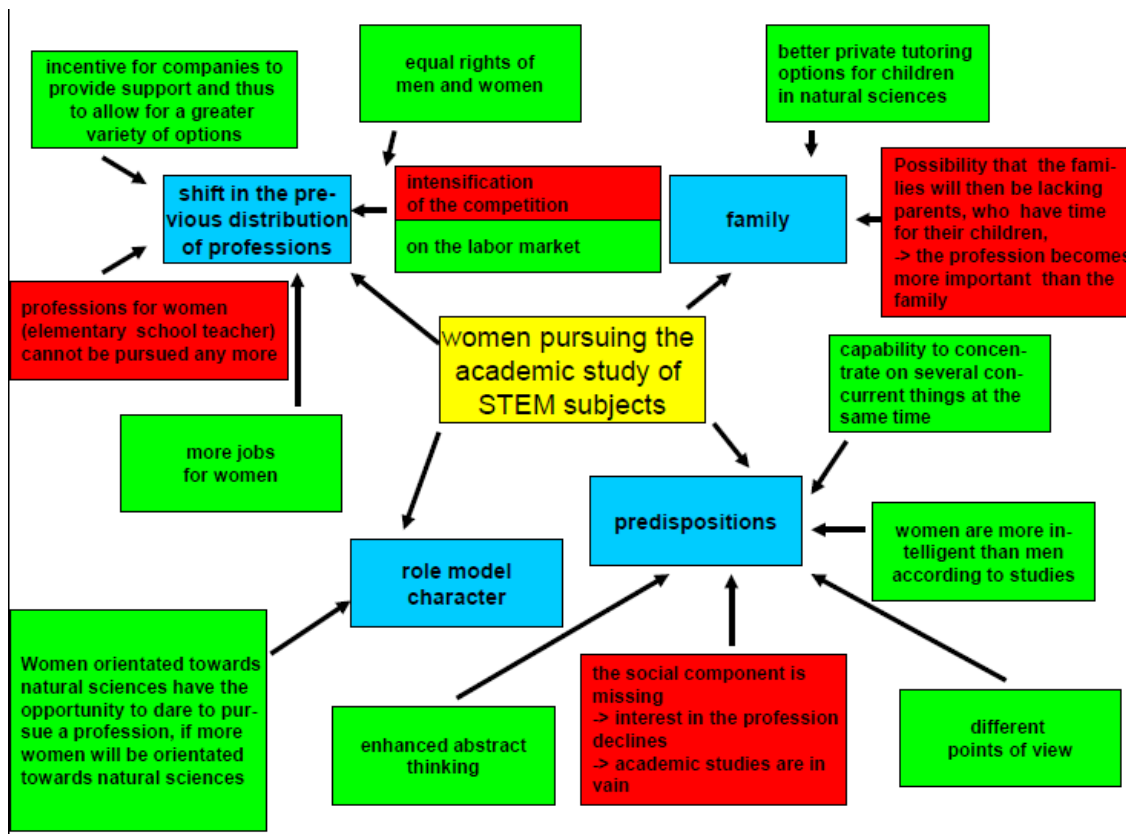 incentive for companies to
provide support and thus
to allow for a greater
variety of options
equal rights of
men and women
better private tutoring
options for children
in natural sciences
shift in the pre-
vious distribution
of professions
intensification
of the competition
on the labor market
family
Possibility that the fami-
lies will then be lacking
parents, who have time
for their children,
-> the profession becomes
more important than the
family
professions for women
(elementary school teacher)
cannot be pursued any more
women pursuing the
academic study of
STEM subjects
capability to concen-
trate on several con-
current things at the
same time
more jobs
for women
predispositions
women are more in-
telligent than men
according to studies
role model
character
Women orientated towards
natural sciences have the
opportunity to dare to pur-
sue a profession, if more
women will be orientated
towards natural sciences
enhanced abstract
thinking
the social component is
missing
-> interest in the profession
declines
-> academic studies are in
vain
different
points of view